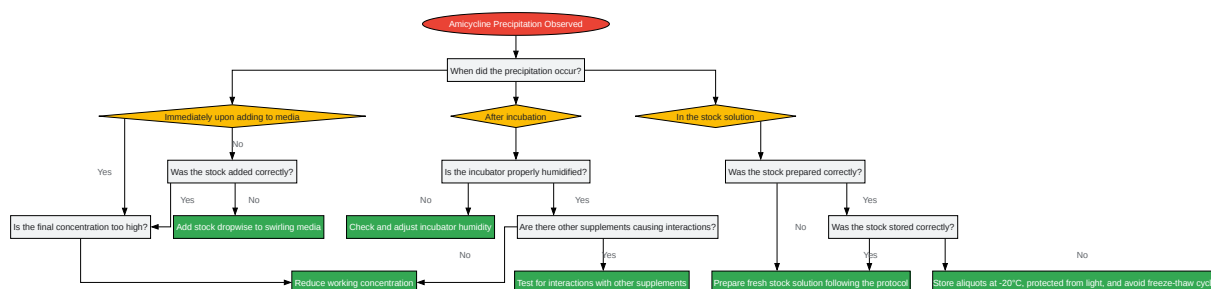 Amicycline Precipitation Observed
When did the precipitation occur?
Immediately upon adding to media
After incubation
In the stock solution
No
Yes
Was the stock added correctly?
Is the incubator properly humidified?
Was the stock prepared correctly?
Yes
No
No
Yes
Yes
Is the final concentration too high?
Add stock dropwise to swirling media
Check and adjust incubator humidity
Are there other supplements causing interactions?
No
Was the stock stored correctly?
No
Yes
Yes
No
Reduce working concentration
Test for interactions with other supplements
Prepare fresh stock solution following the protocol
Store aliquots at -20°C, protected from light, and avoid freeze-thaw cycl